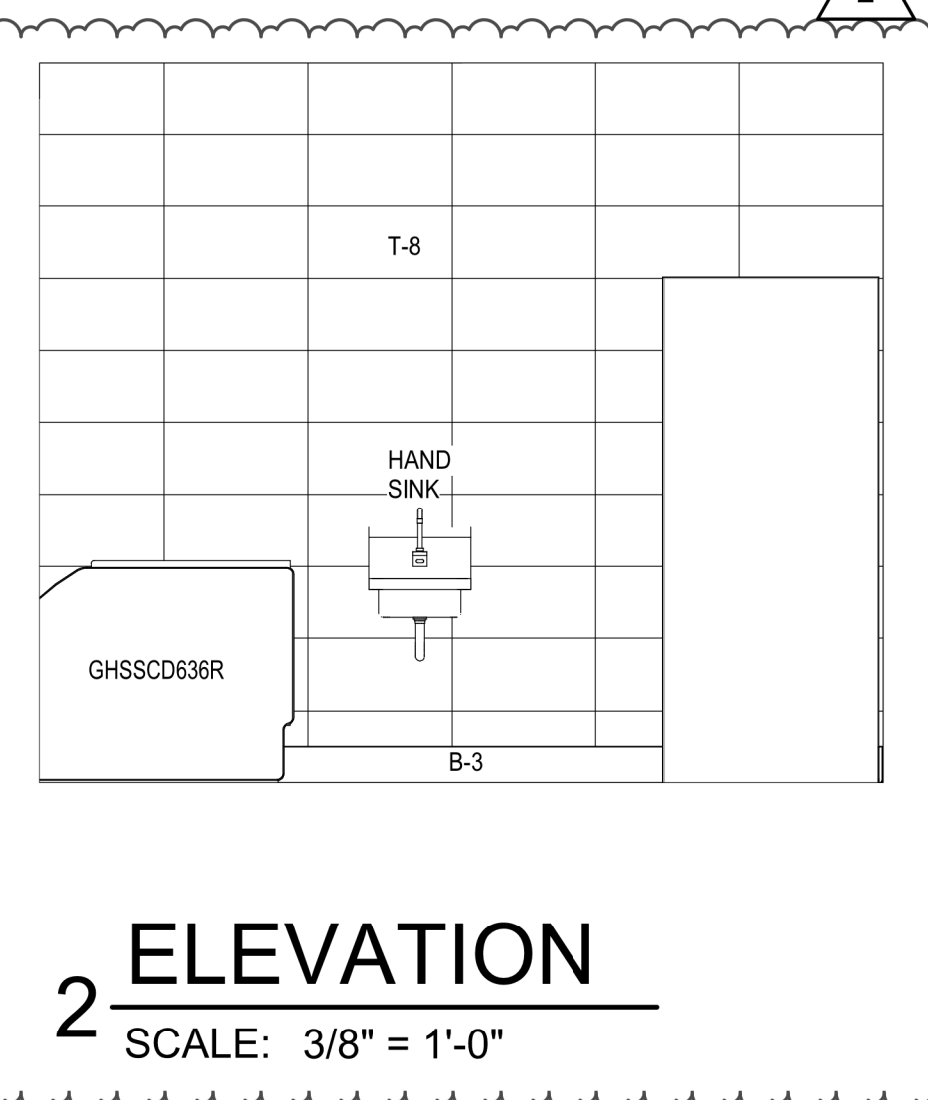 T-8
HAND
SINK
GHSSCD636R
B-3
2
ELEVATION
SCALE: 3/8" = 1'-0"